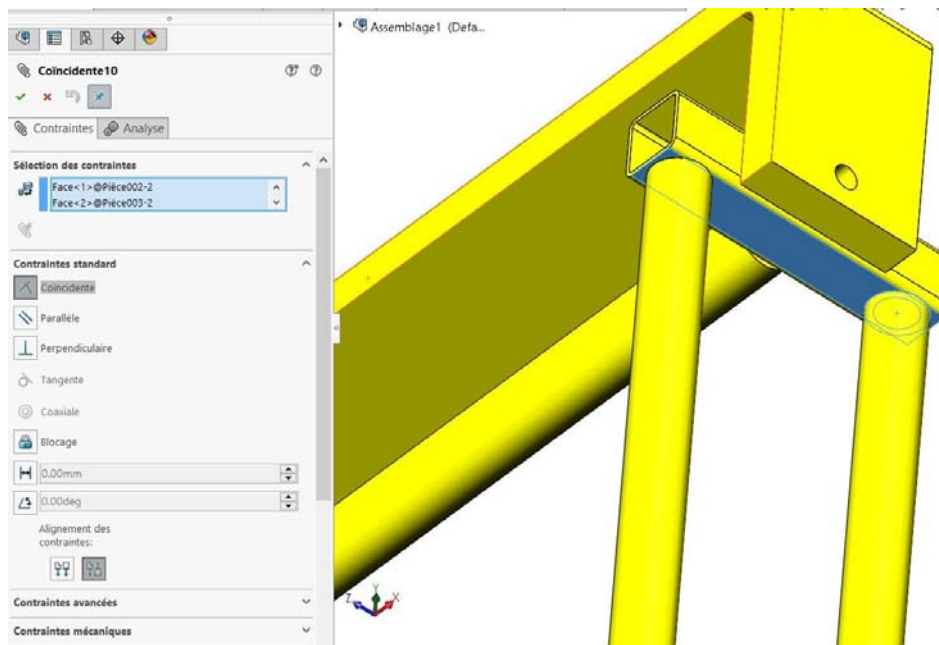 Assemblage1 (Defa...
Coïncidente10
Contraintes
Analyse
Sélection des contraintes
Face<1>@Pièce002-2
Face<2>@Pièce003-2
Contraintes standard
Coïncidente
Parallèle
Perpendiculaire
Tangente
Coaxiale
Blocage
0.00mm
0.00deg
Alignement des
contraintes:
Contraintes avancées
Contraintes mécaniques
Z
Y
X